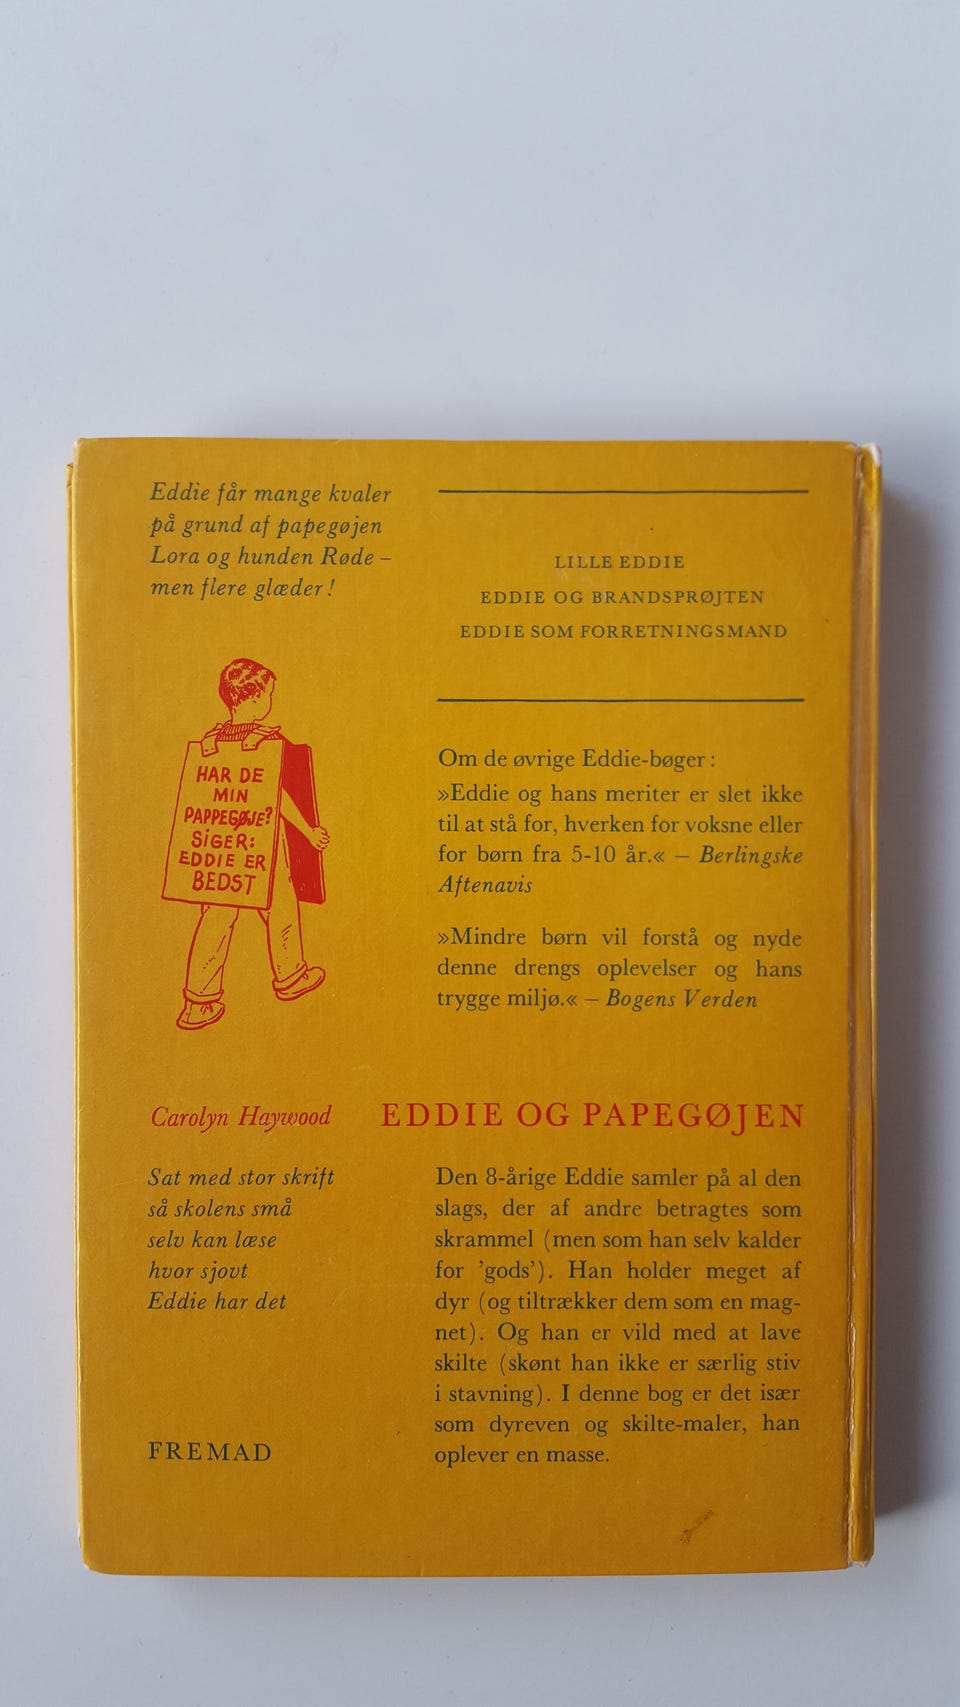 Eddie får mange kvaler
på grund af papegøjen
Lora og hunden Røde –
men flere glæder!
HAR DE
MIN
PAPPEGØJE?
SIGER:
EDDIE ER
BEDST
LILLE EDDIE
EDDIE OG BRANDSPRØJTEN
EDDIE SOM FORRETNINGSMAND
Om de øvrige Eddie-bøger:
»Eddie og hans meriter er slet ikke
til at stå for, hverken for voksne eller
for børn fra 5-10 år.« – Berlingske
Aftenavis
»Mindre børn vil forstå og nyde
denne drengs oplevelser og hans
trygge miljø.« – Bogens Verden
Carolyn Haywood
EDDIE OG PAPEGØJEN
Sat med stor skrift
så skolens små
selv kan læse
hvor sjovt
Eddie har det
Den 8-årige Eddie samler på al den
slags, der af andre betragtes som
skrammel (men som han selv kalder
for 'gods'). Han holder meget af
dyr (og tiltrækker dem som en mag-
net). Og han er vild med at lave
skilte (skønt han ikke er særlig stiv
i stavning). I denne bog er det især
som dyreven og skilte-maler, han
oplever en masse.
FREMAD